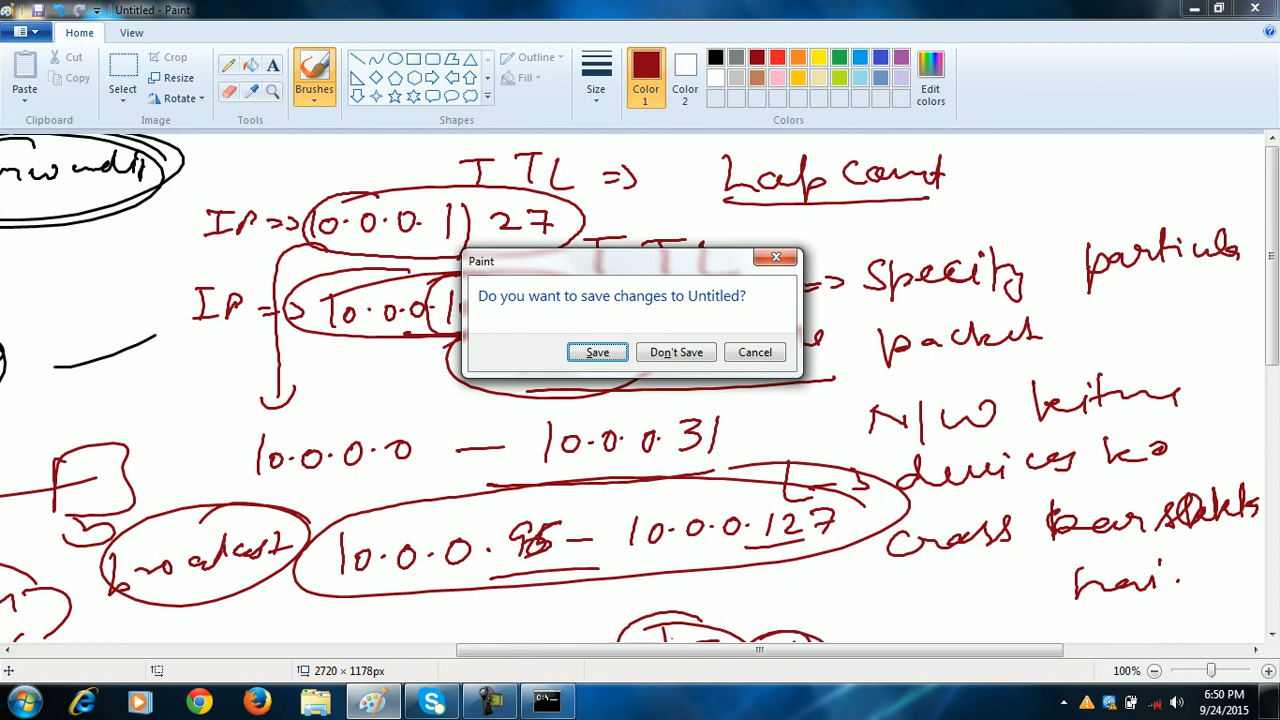 Untitled - Paint
Home
View
Paste
Cut
Copy
Clipboard
Select
Crop
Resize
Rotate
Image
Tools
Brushes
Outline
Fill
Shapes
Size
Color 1
Color 2
Edit colors
Colors
TTL => Hop count
IP => 10.0.0.1 | 27
TTL
IP => 10.0.0.1
=> Specify particula
packet
N/W kitne
10.0.0.0 — 10.0.0.31
devices ko
10.0.0.96 — 10.0.0.127
broadcast
cross kar sakta
hai.
Paint
Do you want to save changes to Untitled?
Save
Don't Save
Cancel
2720 × 1178px
100%
6:50 PM
9/24/2015